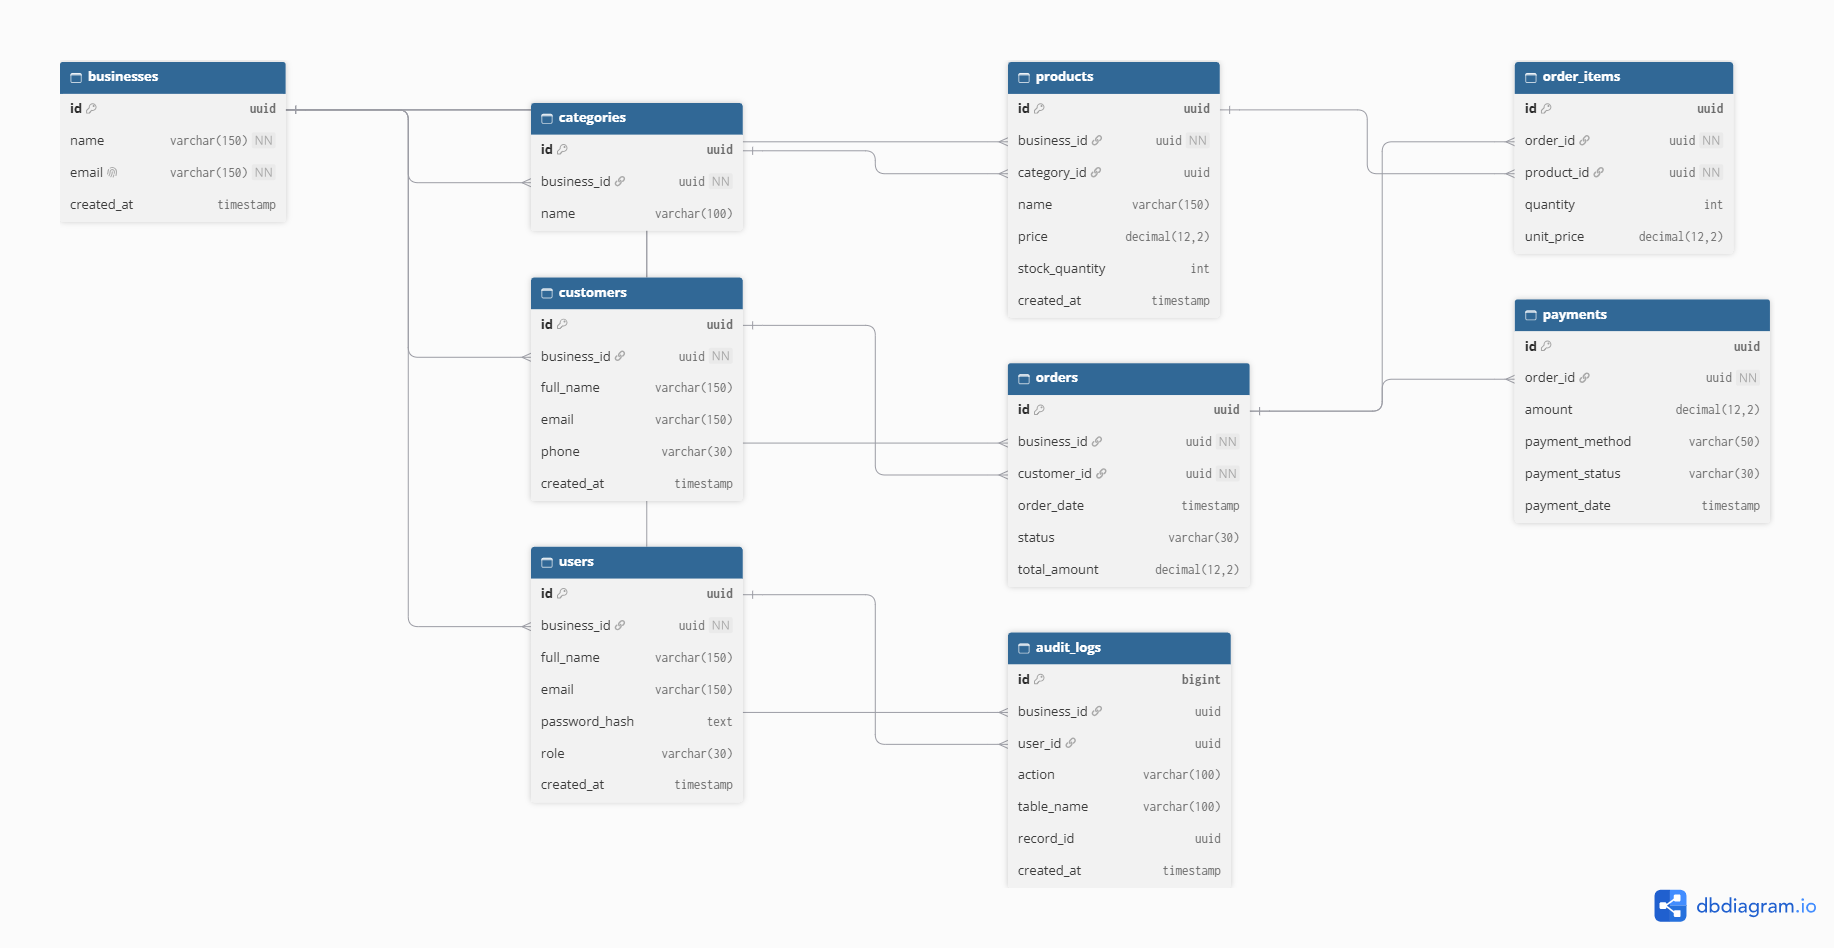 businesses
id uuid
name varchar(150) NN
email varchar(150) NN
created_at timestamp
categories
id uuid
business_id uuid NN
name varchar(100)
customers
id uuid
business_id uuid NN
full_name varchar(150)
email varchar(150)
phone varchar(30)
created_at timestamp
users
id uuid
business_id uuid NN
full_name varchar(150)
email varchar(150)
password_hash text
role varchar(30)
created_at timestamp
products
id uuid
business_id uuid NN
category_id uuid
name varchar(150)
price decimal(12,2)
stock_quantity int
created_at timestamp
orders
id uuid
business_id uuid NN
customer_id uuid NN
order_date timestamp
status varchar(30)
total_amount decimal(12,2)
audit_logs
id bigint
business_id uuid
user_id uuid
action varchar(100)
table_name varchar(100)
record_id uuid
created_at timestamp
order_items
id uuid
order_id uuid NN
product_id uuid NN
quantity int
unit_price decimal(12,2)
payments
id uuid
order_id uuid NN
amount decimal(12,2)
payment_method varchar(50)
payment_status varchar(30)
payment_date timestamp
dbdiagram.io